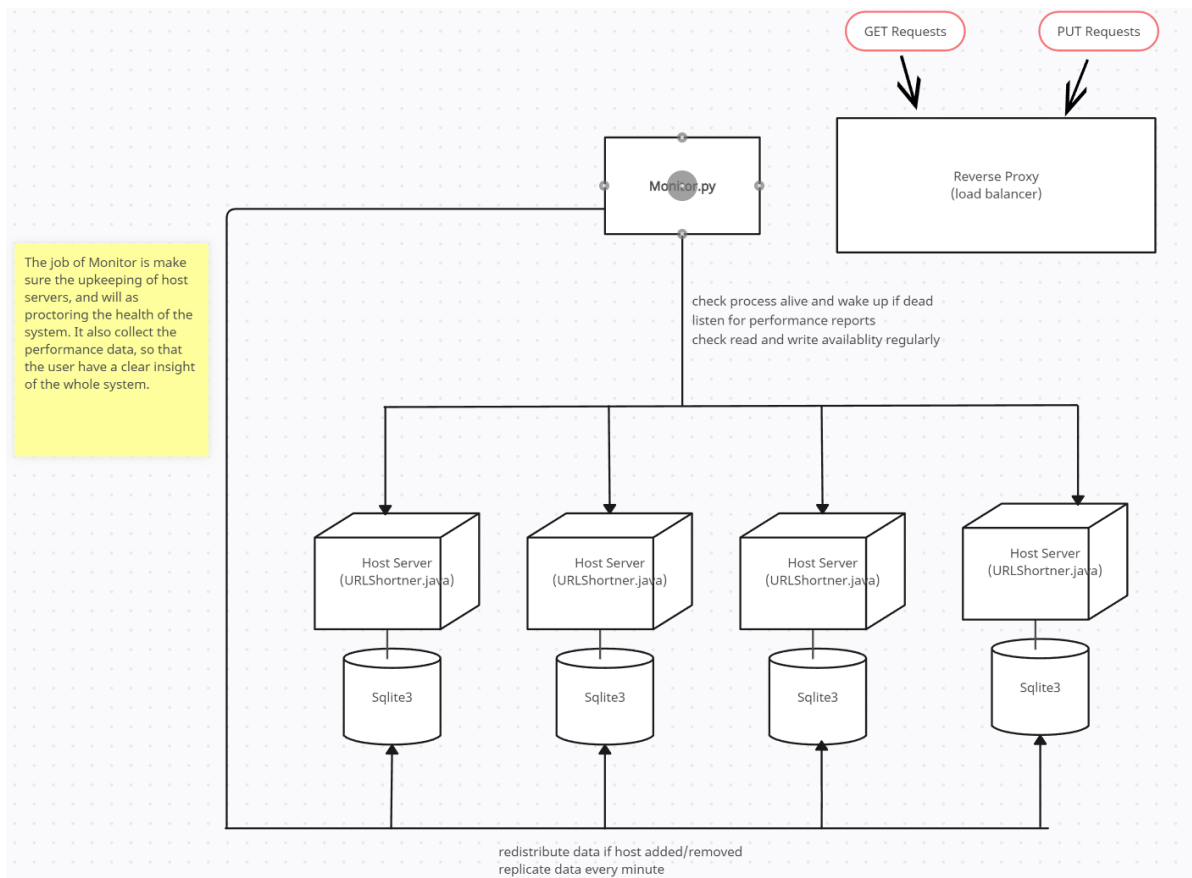 GET Requests
PUT Requests
Reverse Proxy
(load balancer)
Monitor.py
The job of Monitor is make
sure the upkeeping of host
servers, and will as
proctoring the health of the
system. It also collect the
performance data, so that
the user have a clear insight
of the whole system.
check process alive and wake up if dead
listen for performance reports
check read and write availablity regularly
Host Server
(URLShortner.java)
Host Server
(URLShortner.java)
Host Server
(URLShortner.java)
Host Server
(URLShortner.java)
Sqlite3
Sqlite3
Sqlite3
Sqlite3
redistribute data if host added/removed
replicate data every minute